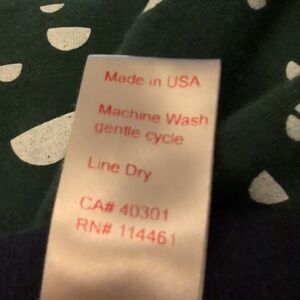 Made in USA
Machine Wash
gentle cycle
Line Dry
CA# 40301
RN# 114461